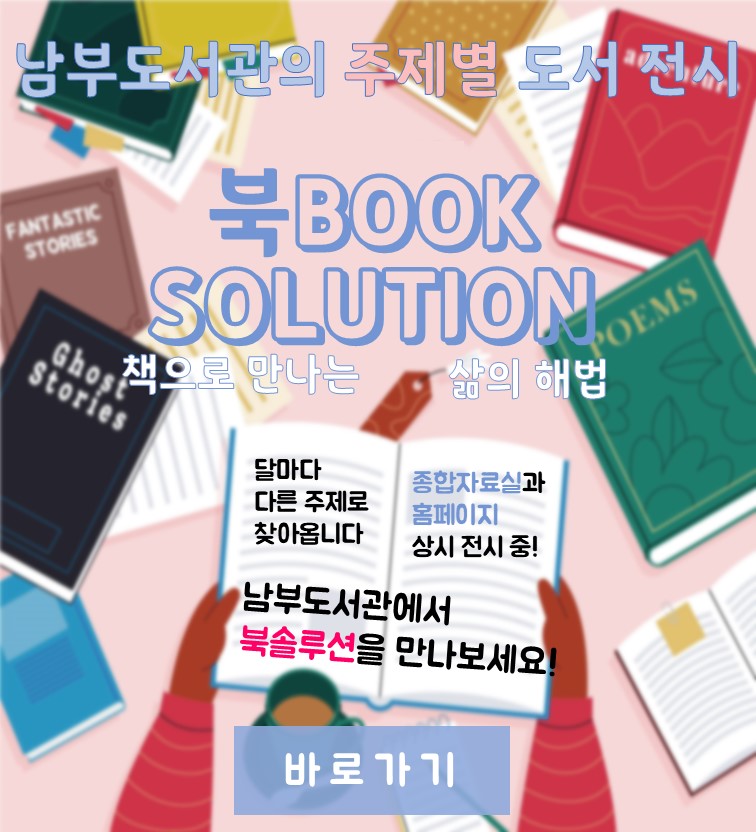 남부도서관의 주제별 도서 전시
adventure
북BOOK
SOLUTION
책으로 만나는 삶의 해법
FANTASTIC
STORIES
Ghost
Stories
POEMS
달마다
다른 주제로
찾아옵니다
종합자료실과
홈페이지
상시 전시 중!
남부도서관에서
북솔루션을 만나보세요!
바로가기